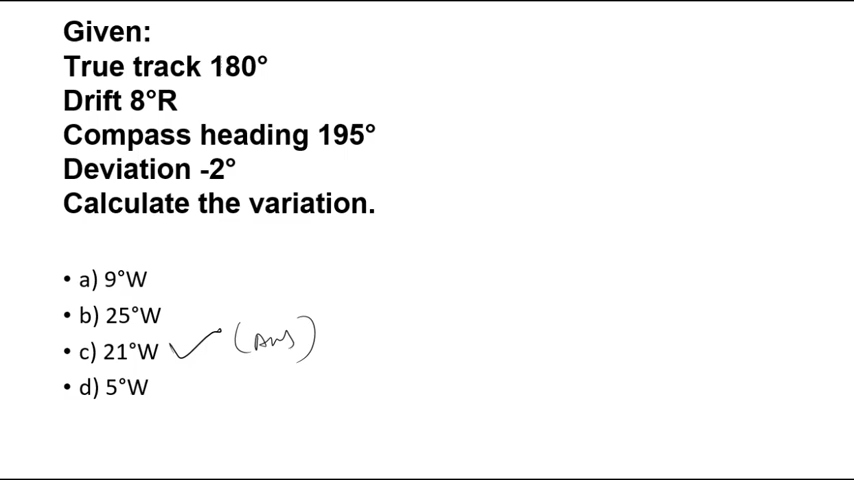 Given:
True track 180°
Drift 8°R
Compass heading 195°
Deviation -2°
Calculate the variation.
• a) 9°W
• b) 25°W
• c) 21°W ✓ (Ans)
• d) 5°W